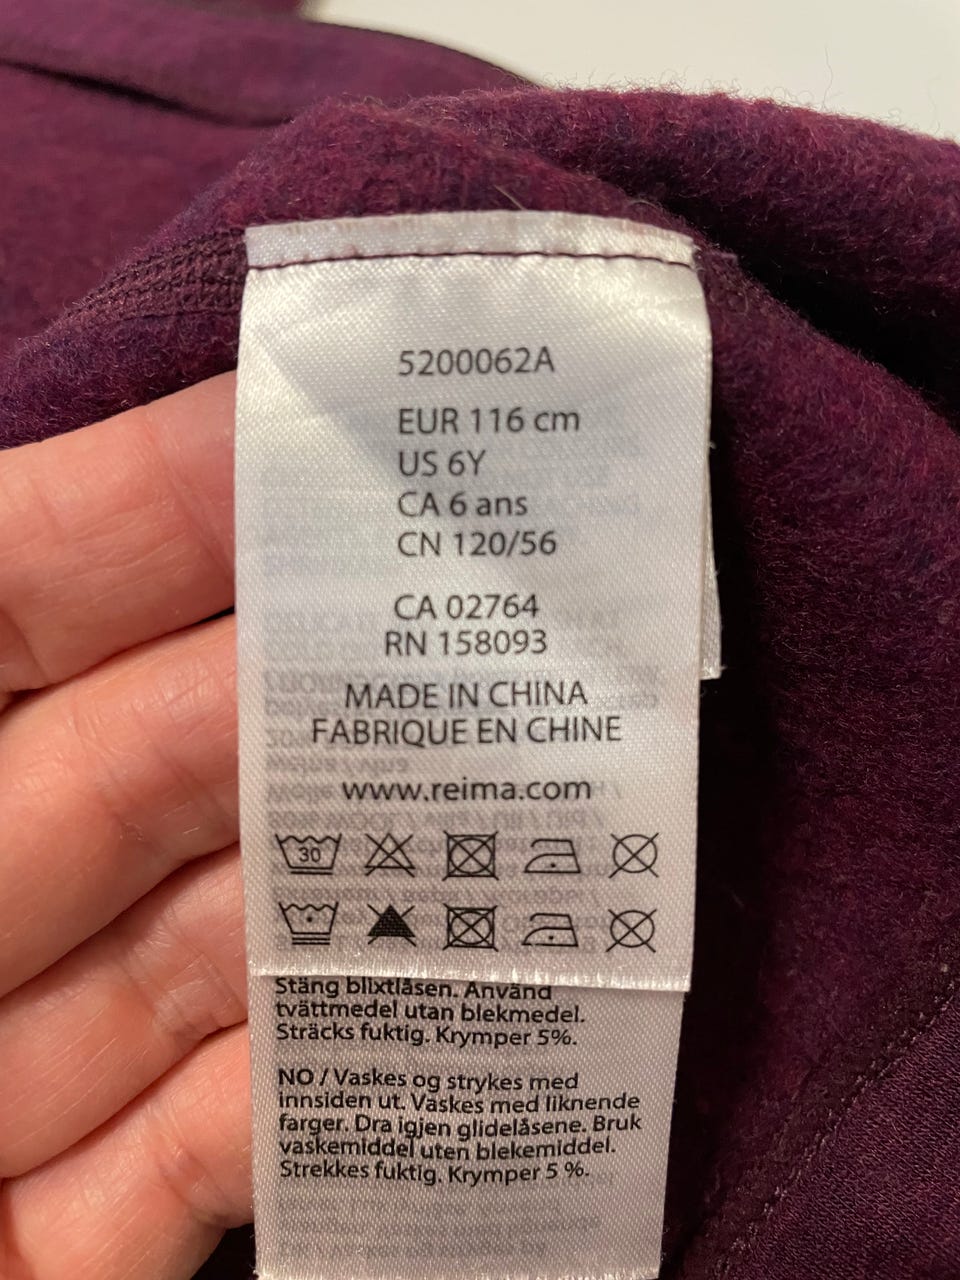 5200062A
EUR 116 cm
US 6Y
CA 6 ans
CN 120/56
CA 02764
RN 158093
MADE IN CHINA
FABRIQUE EN CHINE
www.reima.com
30
Stäng blixtlåsen. Använd
tvättmedel utan blekmedel.
Sträcks fuktig. Krymper 5%.
NO / Vaskes og strykes med
innsiden ut. Vaskes med liknende
farger. Dra igjen glidelåsene. Bruk
vaskemiddel uten blekemiddel.
Strekkes fuktig. Krymper 5 %.